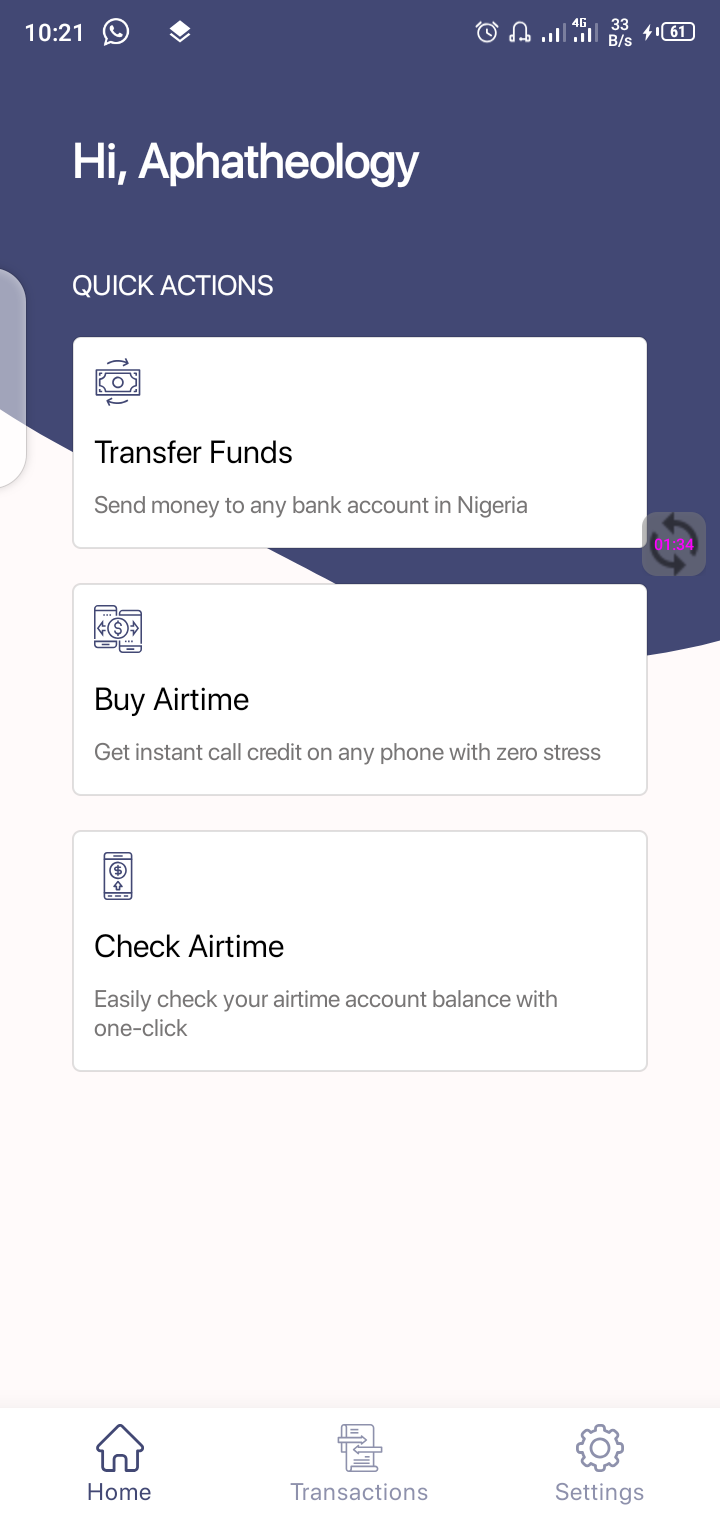 10:21
4G
33
B/s
61
Hi, Aphatheology
QUICK ACTIONS
Transfer Funds
Send money to any bank account in Nigeria
01:34
Buy Airtime
Get instant call credit on any phone with zero stress
Check Airtime
Easily check your airtime account balance with
one-click
Home
Transactions
Settings